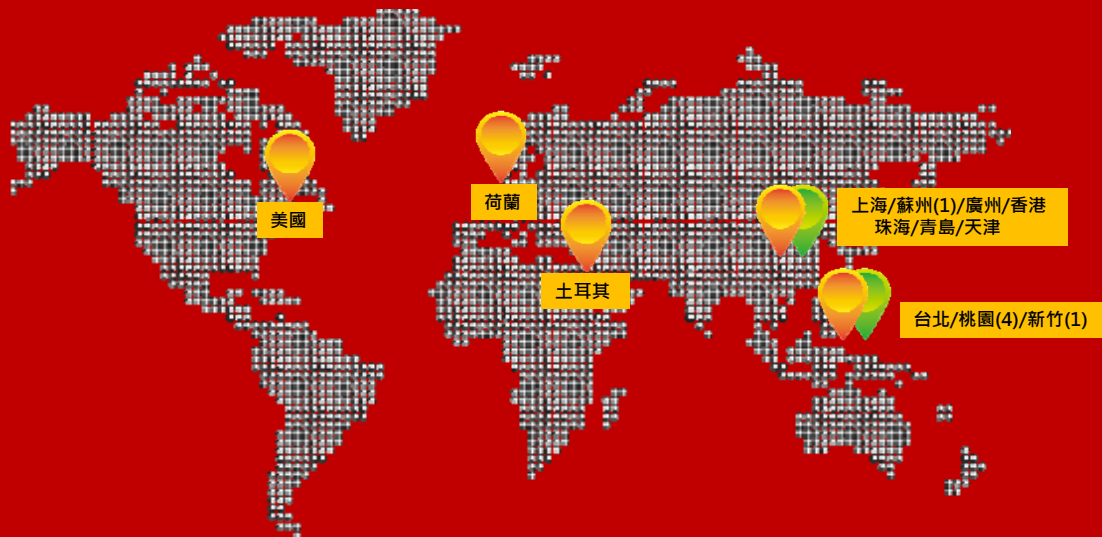 美國
荷蘭
土耳其
上海/蘇州(1)/廣州/香港
珠海/青島/天津
台北/桃園(4)/新竹(1)